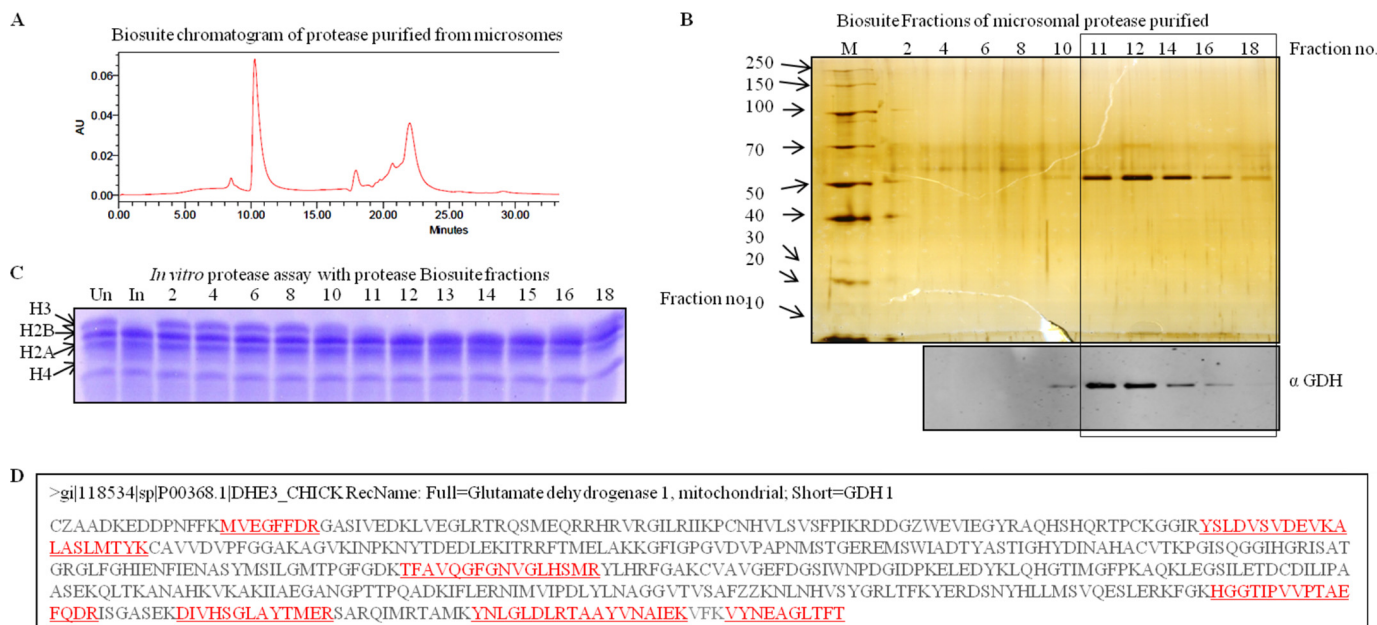 A
Biosuite chromatogram of protease purified from microsomes
AU
0.06
0.04
0.02
0.00
0.00 5.00 10.00 15.00 20.00 25.00 30.00
Minutes
B
Biosuite Fractions of microsomal protease purified
M 2 4 6 8 10 11 12 14 16 18 Fraction no.
250
150
100
70
50
40
30
20
10
α GDH
C
In vitro protease assay with protease Biosuite fractions
Un In 2 4 6 8 10 11 12 13 14 15 16 18 Fraction no
H3
H2B
H2A
H4
D
>gi|118534|sp|P00368.1|DHE3_CHICK RecName: Full=Glutamate dehydrogenase 1, mitochondrial; Short=GDH 1
CZAADKEDDPNFFKMVEGFFDRGASIVEDKLVEGLRTRQSMEQRRHRVRGILRIIKPCNHVLSVSFPIKRDDGZWEVIEGYRAQHSHQRTPCKGGIRYSLDVSVDEVKA
LASLMTYKCAVVDVPFGGAKAGVKINPKNYTDEDLEKITRRFTMELAKKGFIGPGVDVPAPNMSTGEREMSWIADTYASTIGHYDINAHACVTKPGISQGGIHGRISAT
GRGLFGHIENFIENASYMSILGMTPGFGDKTFAVQGFGNVGLHSMRYLHRFGAKCVAVGEFDGSIWNPDGIDPKELEDYKLQHGTIMGFPKAQKLEGSILETDCDILIPA
ASEKQLTKANAHKVKAKIIAEGANGPTTPQADKIFLERNIMVIPDLYLNAGGVTVSAFZZKNLNHVSYGRLTFKYERDSNYHLLMSVQESLERKFGKHGGTIPVVPTAE
FQDRISGASEKDIVHSGLAYTMERSARQIMRTAMKYNLGLDLRTAAYVNAIEKVFKVYNEAGLTFT